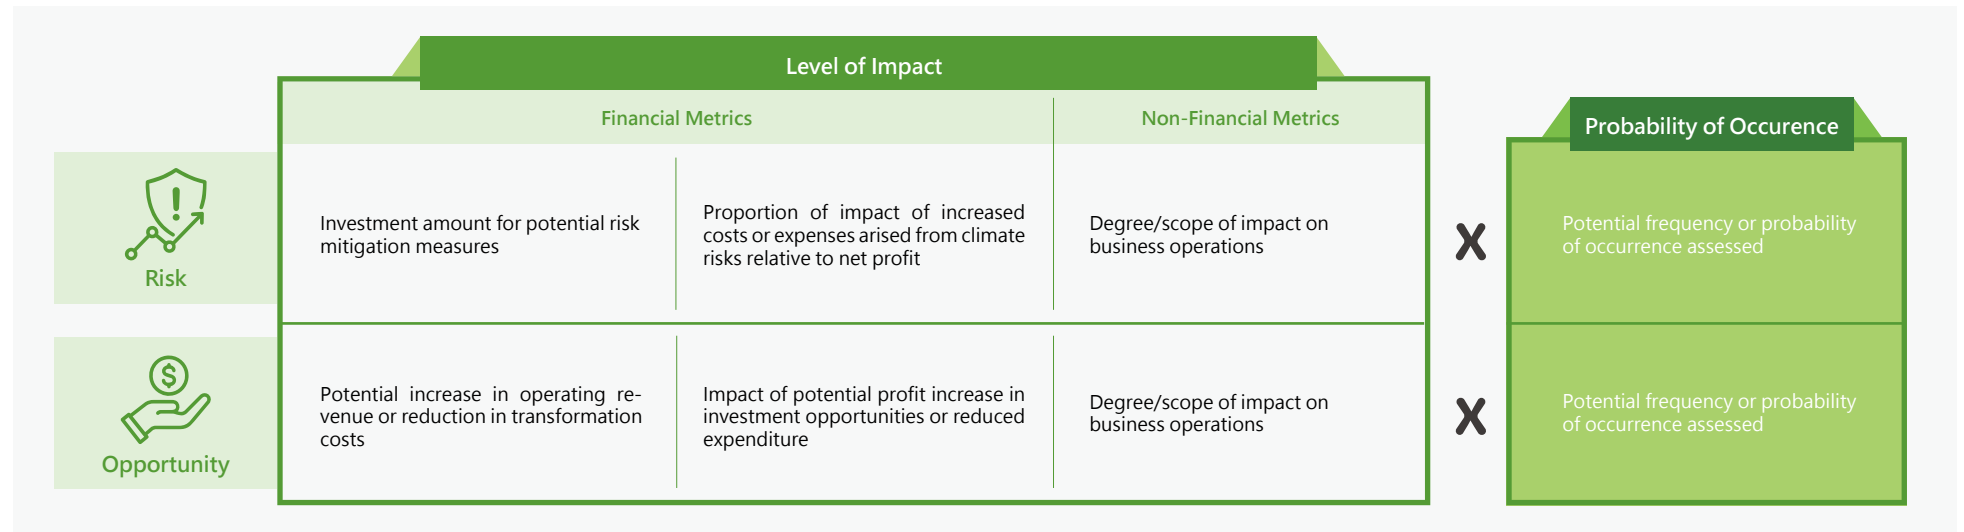 Level of Impact
Financial Metrics
Non-Financial Metrics
Probability of Occurence
Risk
Investment amount for potential risk
mitigation measures
Proportion of impact of increased
costs or expenses arised from climate
risks relative to net profit
Degree/scope of impact on
business operations
X
Potential frequency or probability
of occurrence assessed
Opportunity
Potential increase in operating re-
venue or reduction in transformation
costs
Impact of potential profit increase in
investment opportunities or reduced
expenditure
Degree/scope of impact on
business operations
X
Potential frequency or probability
of occurrence assessed